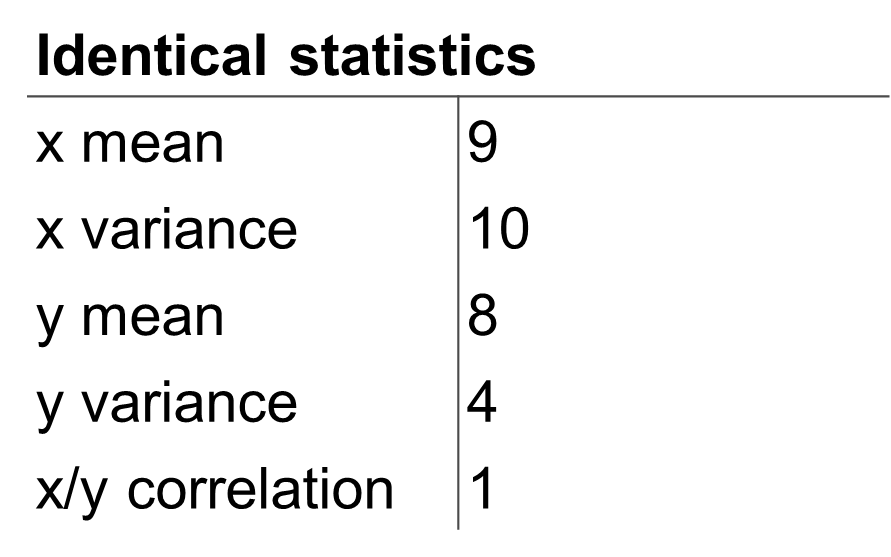 Identical statistics
x mean 9
x variance 10
y mean 8
y variance 4
x/y correlation 1